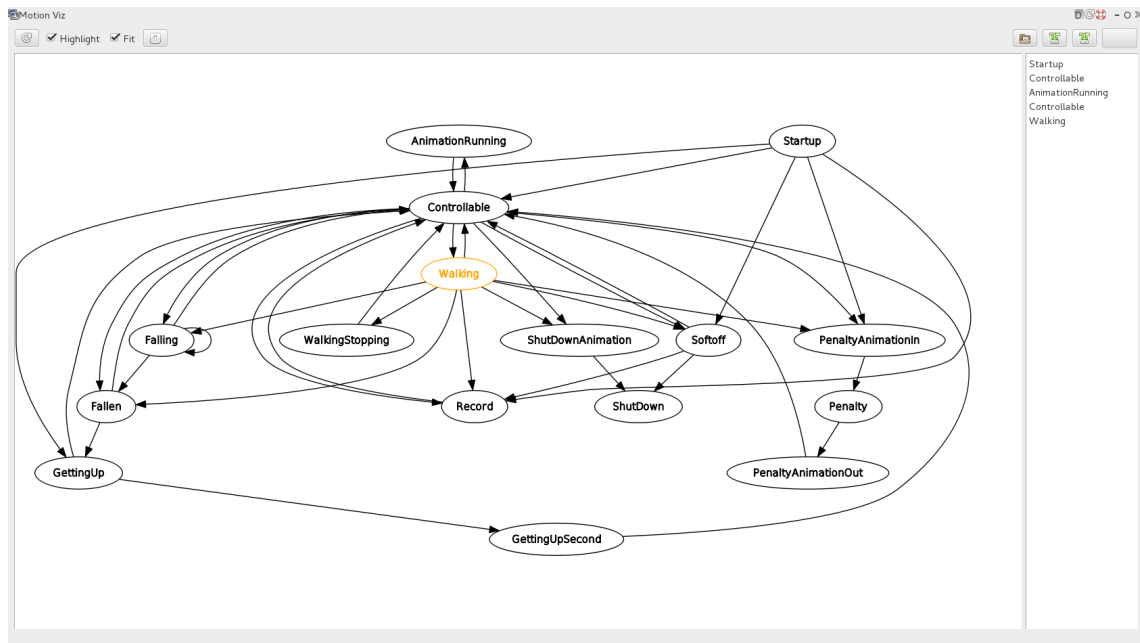 Motion Viz
Highlight
Fit
Startup
Controllable
AnimationRunning
Controllable
Walking
AnimationRunning
Startup
Controllable
Walking
Falling
WalkingStopping
ShutDownAnimation
Softoff
PenaltyAnimationIn
Fallen
Record
ShutDown
Penalty
GettingUp
PenaltyAnimationOut
GettingUpSecond